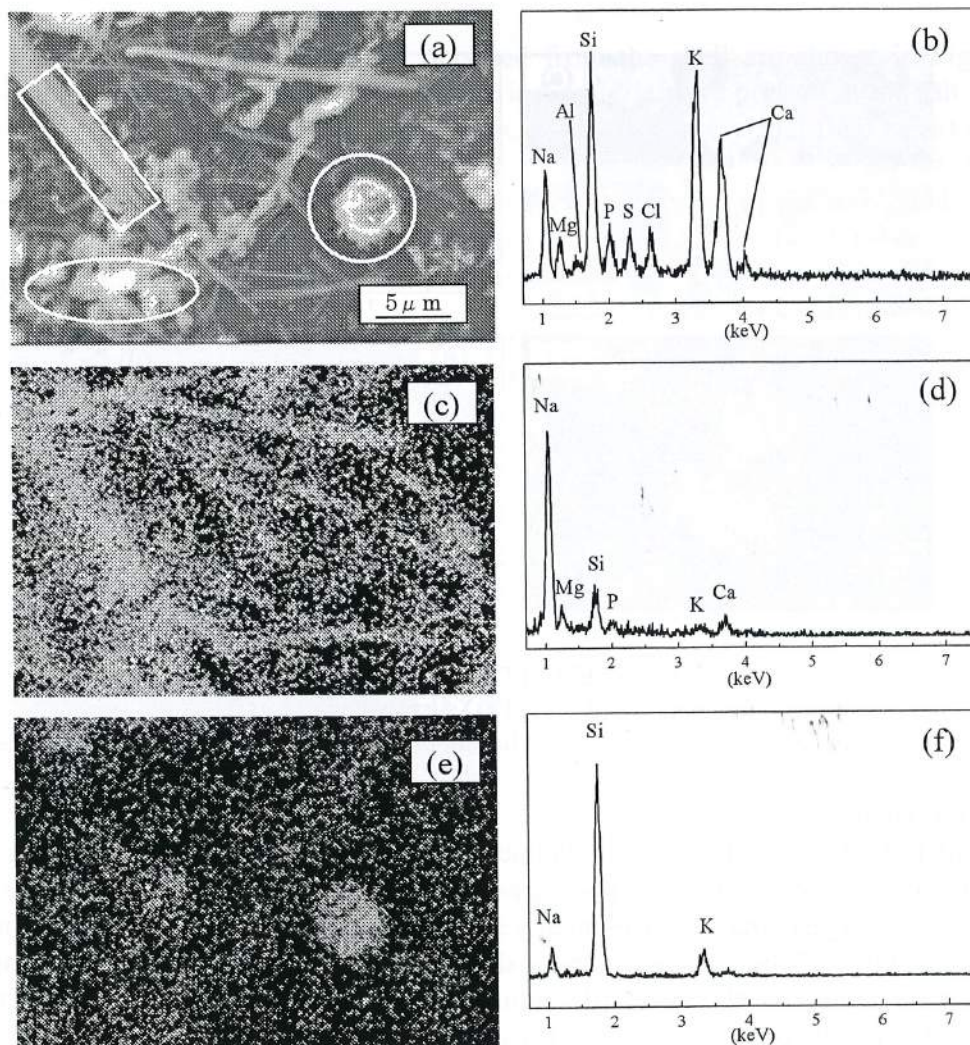 (a)
5 μ m
(b)
Si
K
Al
Ca
Na
Mg
P S Cl
1 2 3 4 5 6 7
(keV)
(c)
(d)
Na
Mg
Si
P
K
Ca
1 2 3 4 5 6 7
(keV)
(e)
(f)
Si
Na
K
1 2 3 4 5 6 7
(keV)